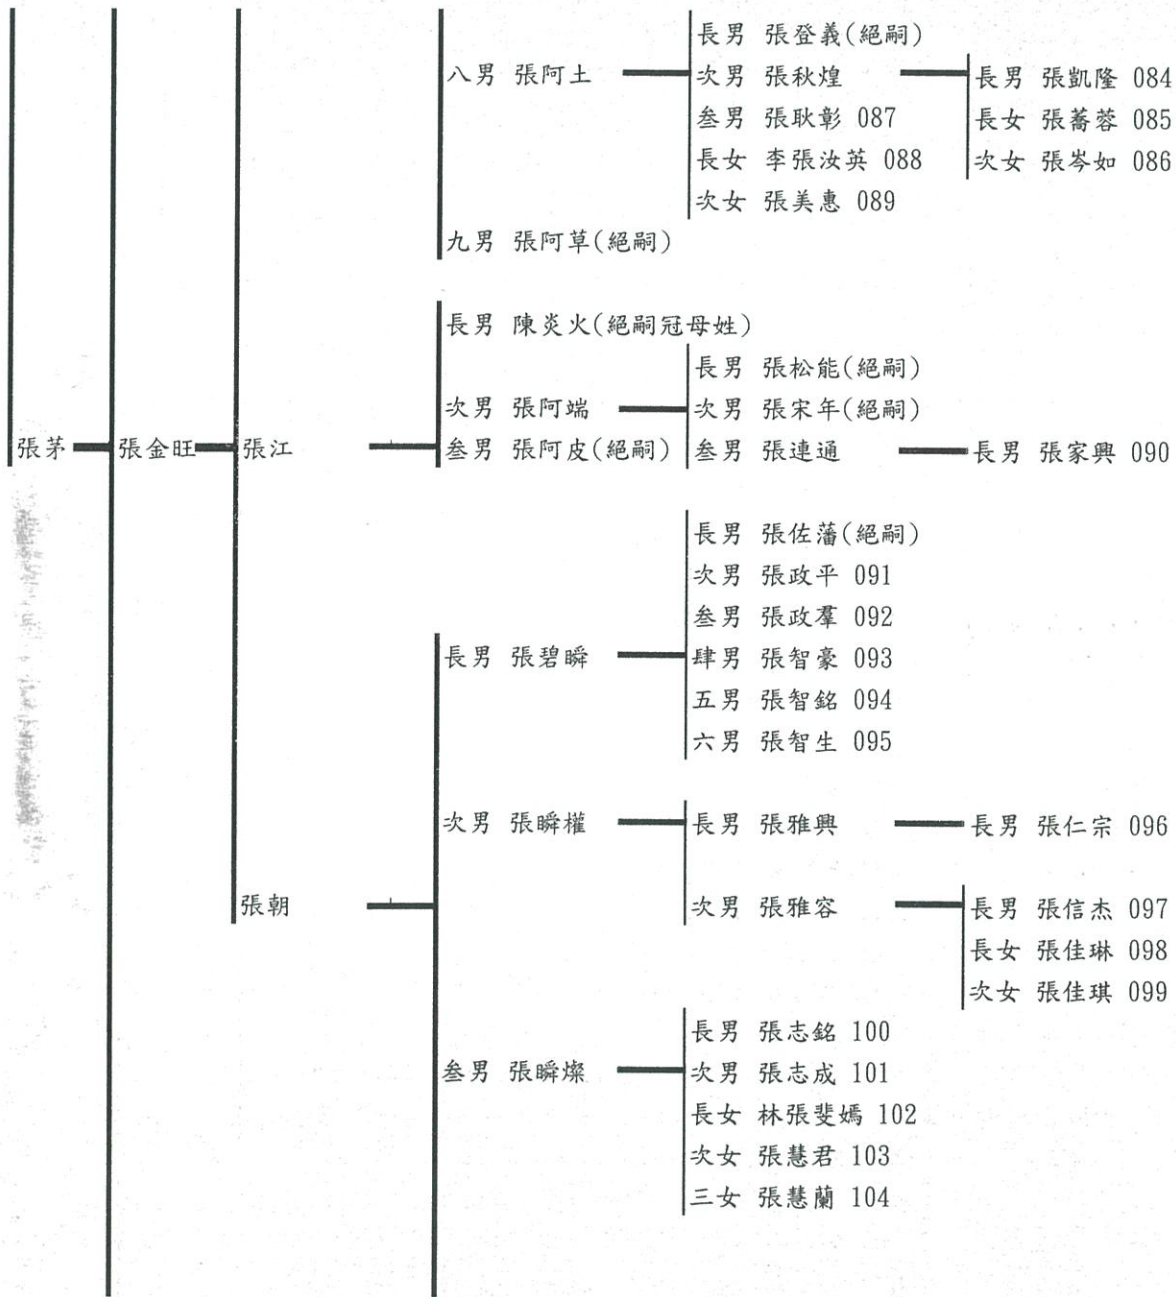 長男 張登義(絕嗣)
八男 張阿土
次男 張秋煌
長男 張凱隆 084
叁男 張耿彰 087
長女 張蕎蓉 085
長女 李張汝英 088
次女 張岑如 086
次女 張美惠 089
九男 張阿草(絕嗣)
長男 陳炎火(絕嗣冠母姓)
長男 張松能(絕嗣)
次男 張阿端
次男 張宋年(絕嗣)
張茅
張金旺
張江
叁男 張阿皮(絕嗣)
叁男 張連通
長男 張家興 090
長男 張佐藩(絕嗣)
次男 張政平 091
叁男 張政羣 092
長男 張碧瞬
肆男 張智豪 093
五男 張智銘 094
六男 張智生 095
次男 張瞬權
長男 張雅興
長男 張仁宗 096
張朝
次男 張雅容
長男 張信杰 097
長女 張佳琳 098
次女 張佳琪 099
長男 張志銘 100
叁男 張瞬燦
次男 張志成 101
長女 林張斐嫣 102
次女 張慧君 103
三女 張慧蘭 104